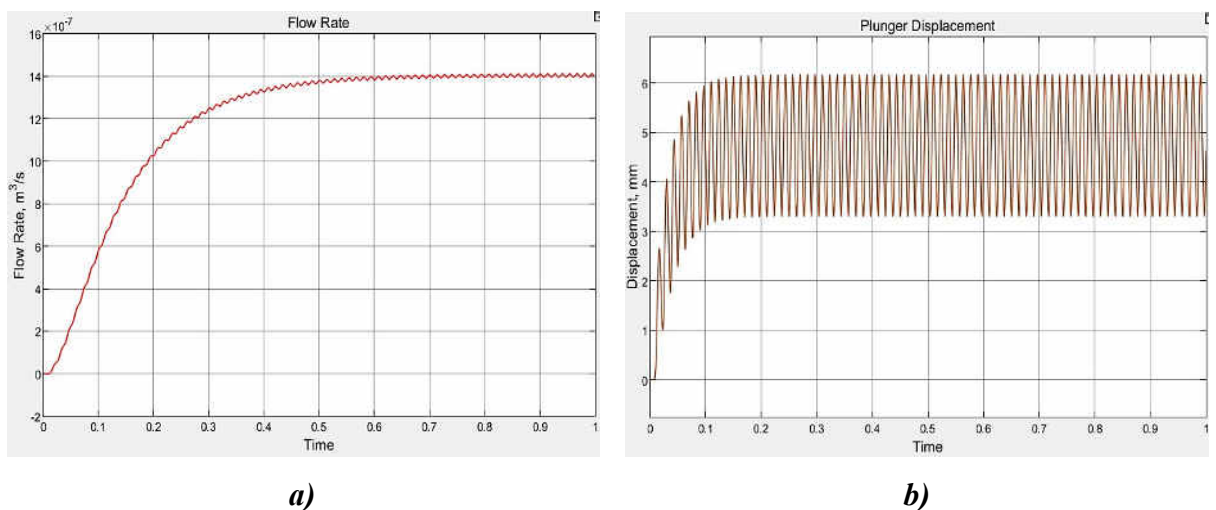 Flow Rate
×10⁻⁷
16
14
12
10
8
6
4
2
0
-2
Flow Rate, m³/s
0 0.1 0.2 0.3 0.4 0.5 0.6 0.7 0.8 0.9 1
Time
a)
Plunger Displacement
6
5
4
3
2
1
0
Displacement, mm
0 0.1 0.2 0.3 0.4 0.5 0.6 0.7 0.8 0.9 1
Time
b)